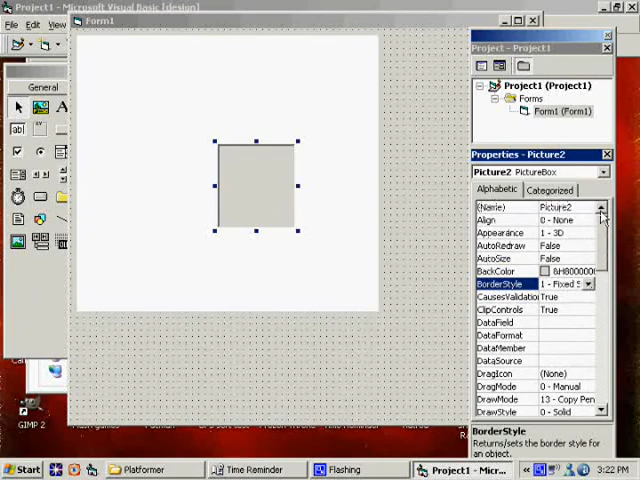 Project1 - Microsoft Visual Basic [design]
File Edit View
Form1
General
Project - Project1
Project1 (Project1)
Forms
Form1 (Form1)
Properties - Picture2
Picture2 PictureBox
Alphabetic Categorized
(Name) Picture2
Align 0 - None
Appearance 1 - 3D
AutoRedraw False
AutoSize False
BackColor &H800000
BorderStyle 1 - Fixed S
CausesValidation True
ClipControls True
DataField
DataFormat
DataMember
DataSource
DragIcon (None)
DragMode 0 - Manual
DrawMode 13 - Copy Pen
DrawStyle 0 - Solid
BorderStyle
Returns/sets the border style for an object.
GIMP 2
Start Platformer Time Reminder Flashing Project1 - Micr... 3:22 PM